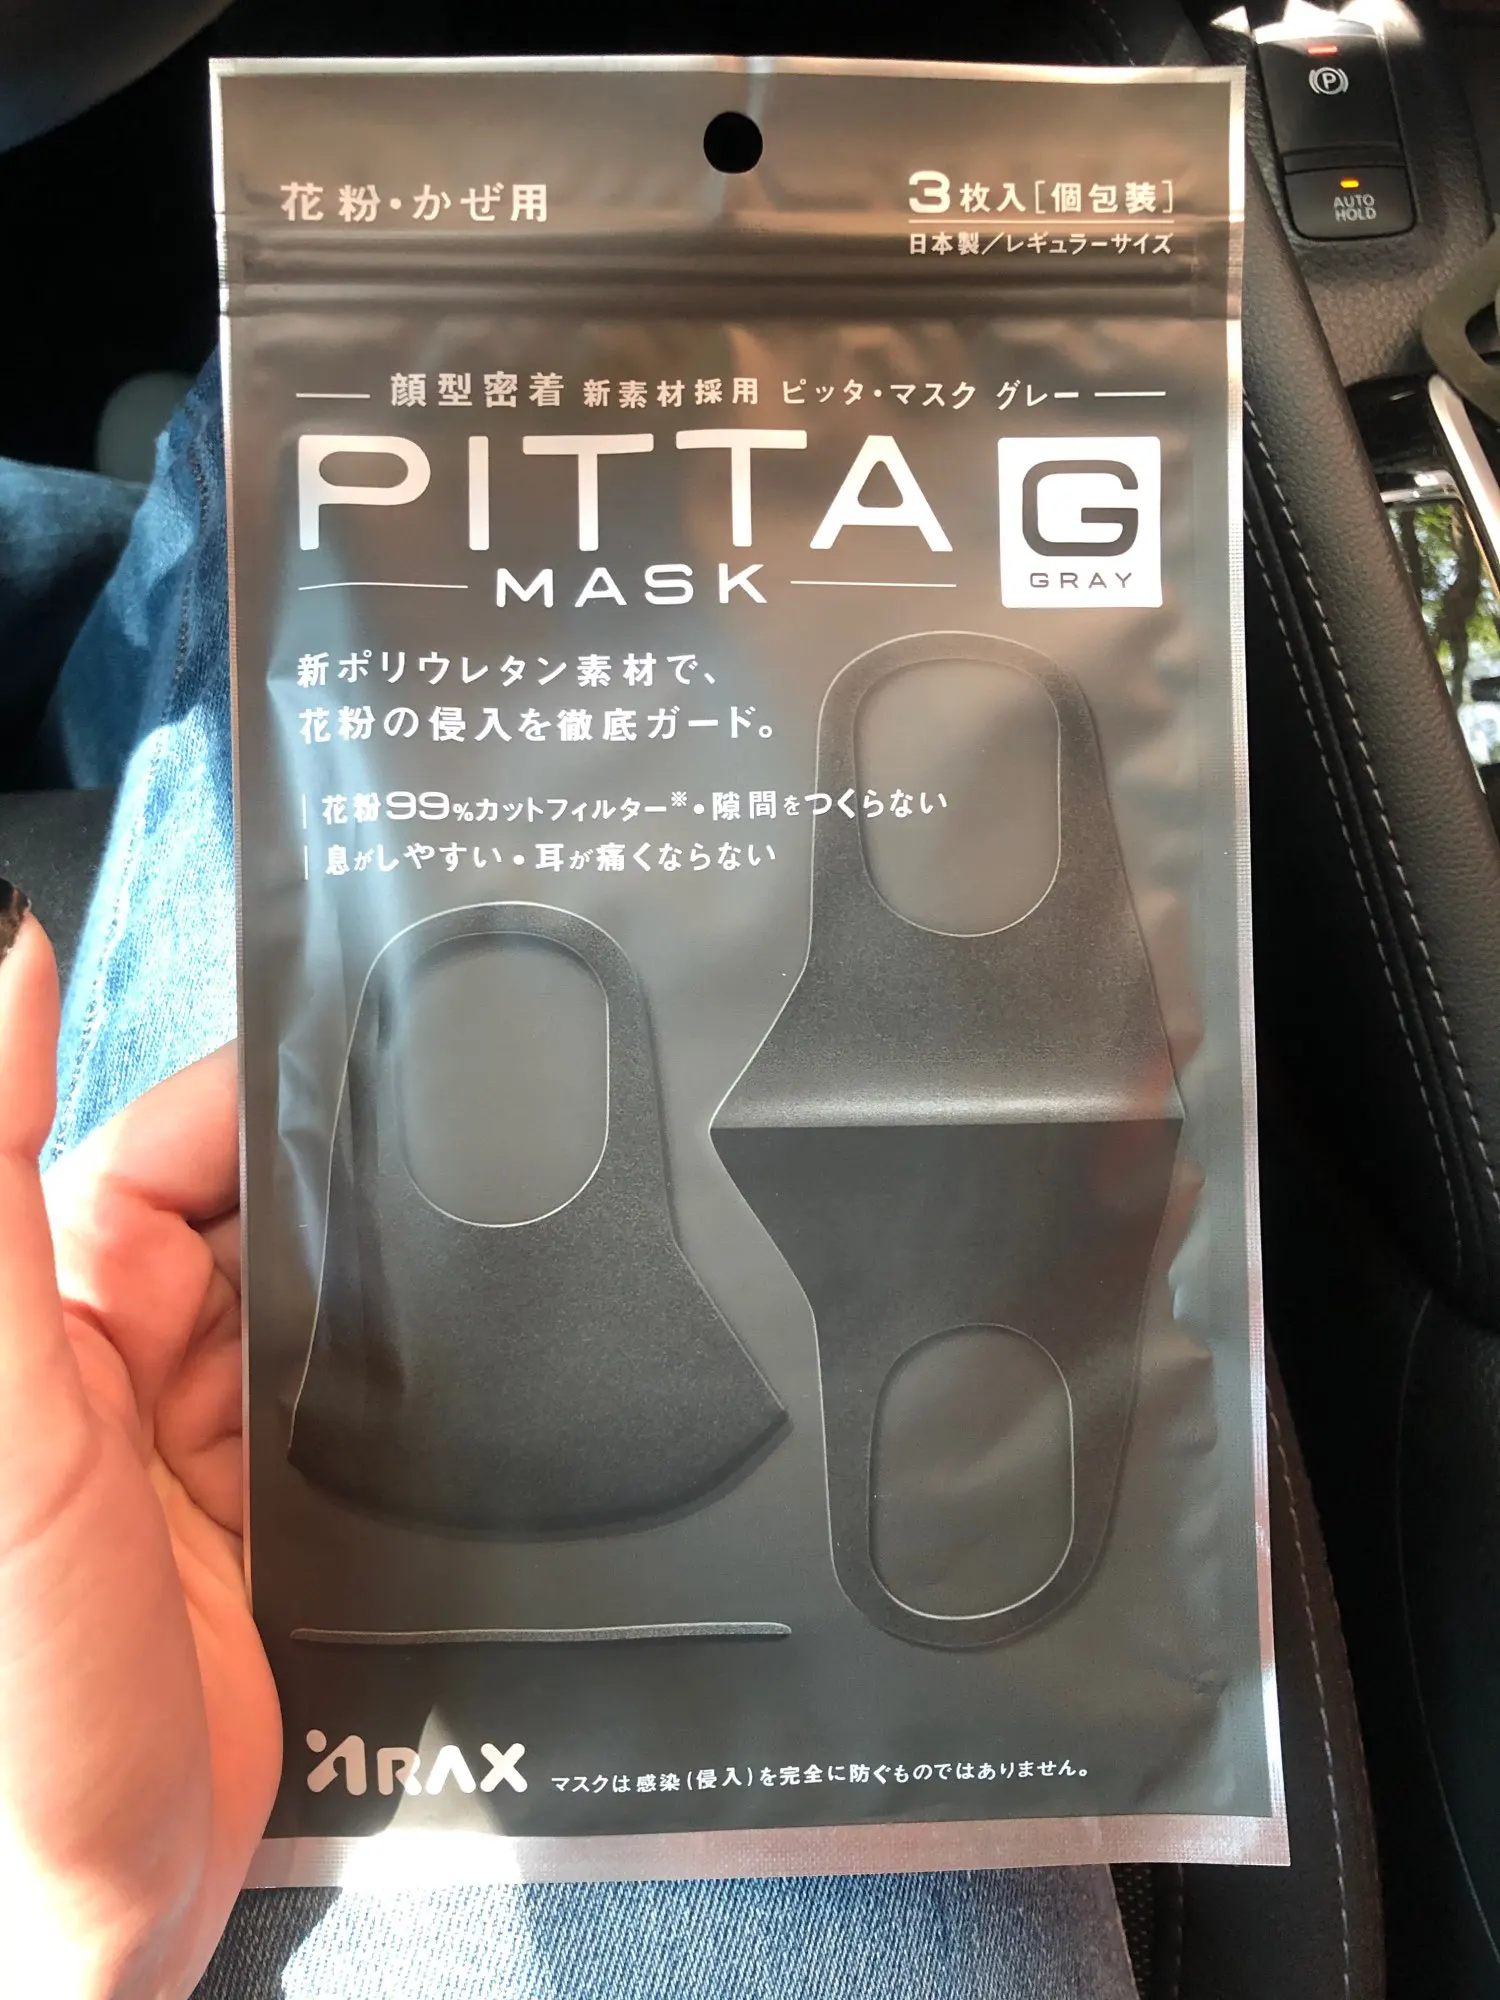 花粉・かぜ用
3枚入[個包装]
日本製/レギュラーサイズ
顔型密着 新素材採用 ピッタ・マスク グレー
PITTA
MASK
G
GRAY
新ポリウレタン素材で、
花粉の侵入を徹底ガード。
花粉99%カットフィルター※・隙間をつくらない
息がしやすい・耳が痛くならない
ARAX
マスクは感染(侵入)を完全に防ぐものではありません。
P
AUTO
HOLD